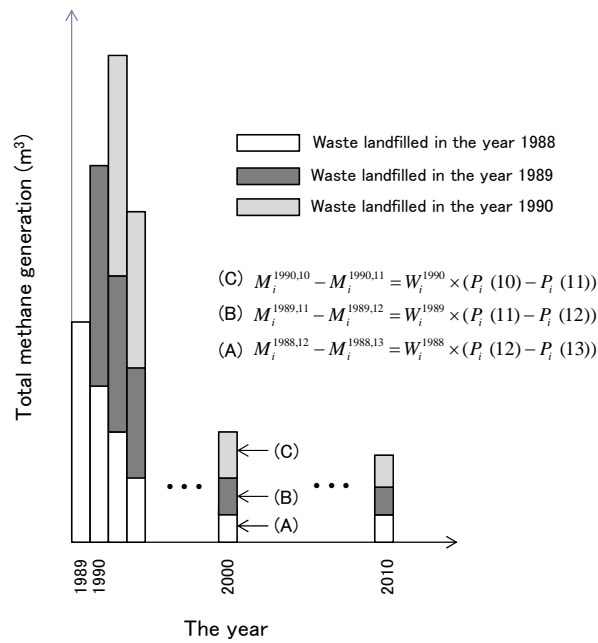 Total methane generation (m³)
Waste landfilled in the year 1988
Waste landfilled in the year 1989
Waste landfilled in the year 1990
(C) M_i^{1990,10} − M_i^{1990,11} = W_i^{1990} × (P_i (10) − P_i (11))
(B) M_i^{1989,11} − M_i^{1989,12} = W_i^{1989} × (P_i (11) − P_i (12))
(A) M_i^{1988,12} − M_i^{1988,13} = W_i^{1988} × (P_i (12) − P_i (13))
(C)
(B)
(A)
1989
1990
2000
2010
The year